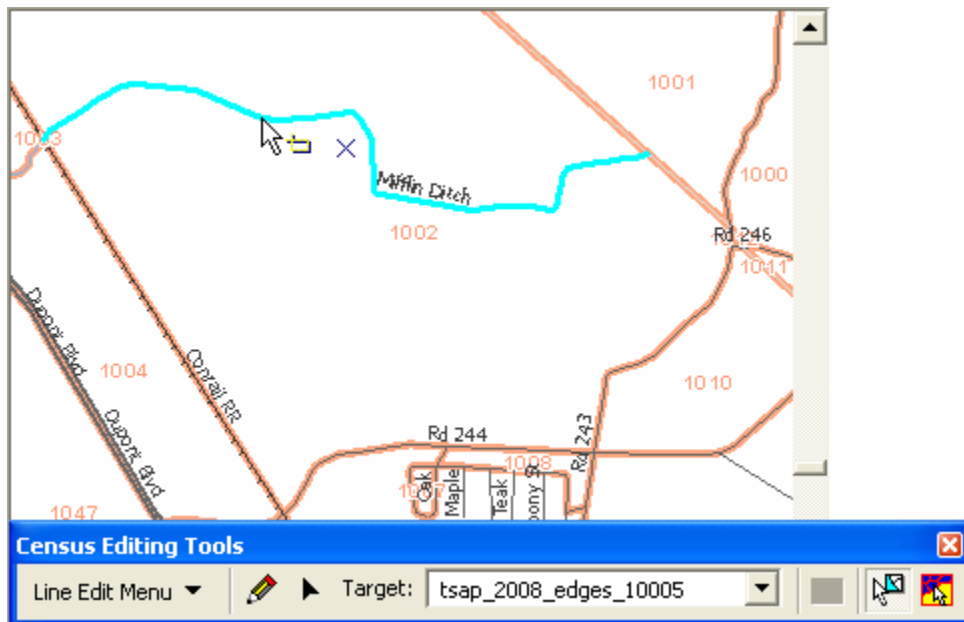 1001
1003
1000
Mifflin Ditch
1002
Rd 246
1012
1011
Dupont Blvd
1004
Conrail RR
1010
Rd 244
Rd 243
1008
Dupont Blvd
Oak
Maple
Teak
1047
Census Editing Tools
Line Edit Menu
Target:
tsap_2008_edges_10005